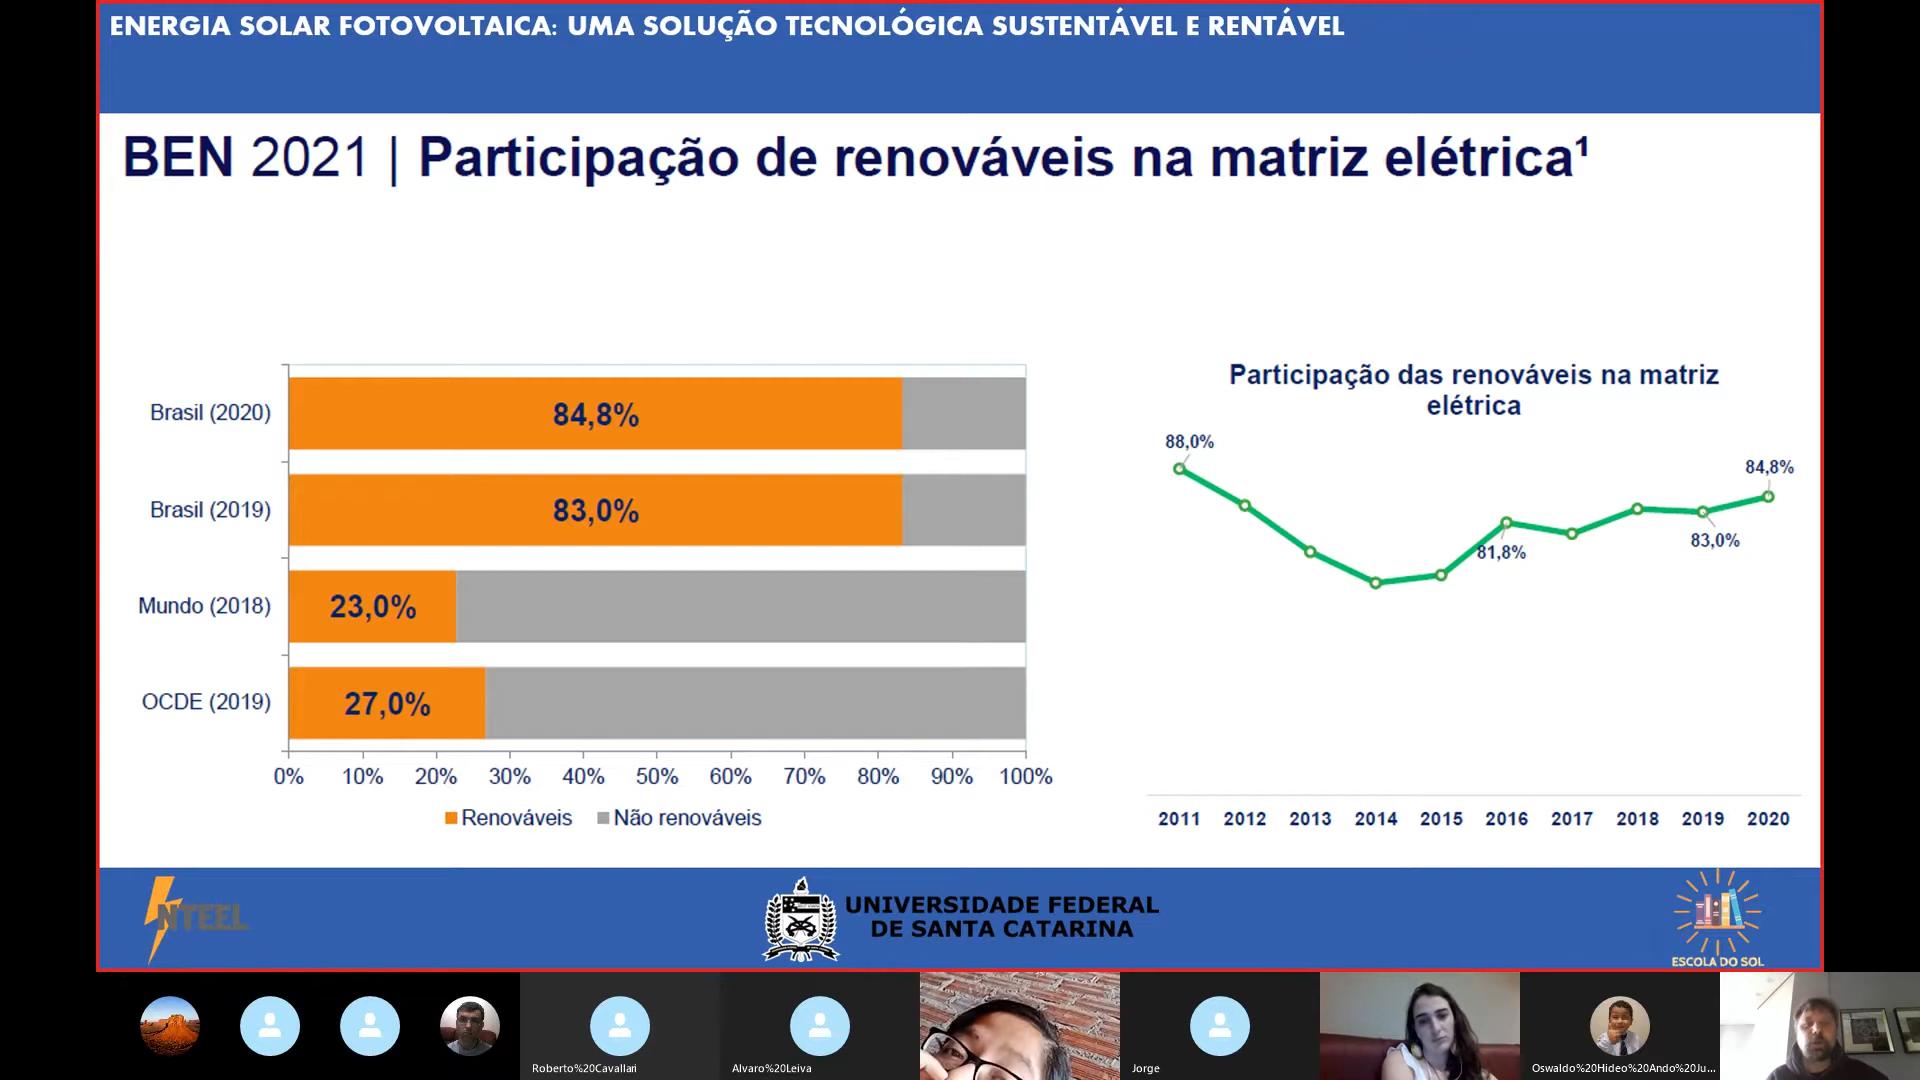 ENERGIA SOLAR FOTOVOLTAICA: UMA SOLUÇÃO TECNOLÓGICA SUSTENTÁVEL E RENTÁVEL
BEN 2021 | Participação de renováveis na matriz elétrica¹
Brasil (2020)
84,8%
Brasil (2019)
83,0%
Mundo (2018)
23,0%
OCDE (2019)
27,0%
0% 10% 20% 30% 40% 50% 60% 70% 80% 90% 100%
Renováveis Não renováveis
Participação das renováveis na matriz
elétrica
88,0%
84,8%
81,8%
83,0%
2011 2012 2013 2014 2015 2016 2017 2018 2019 2020
NTEEL
UNIVERSIDADE FEDERAL
DE SANTA CATARINA
ESCOLA DO SOL
Roberto%20Cavallari
Alvaro%20Leiva
Jorge
Oswaldo%20Hideo%20Ando%20Ju...